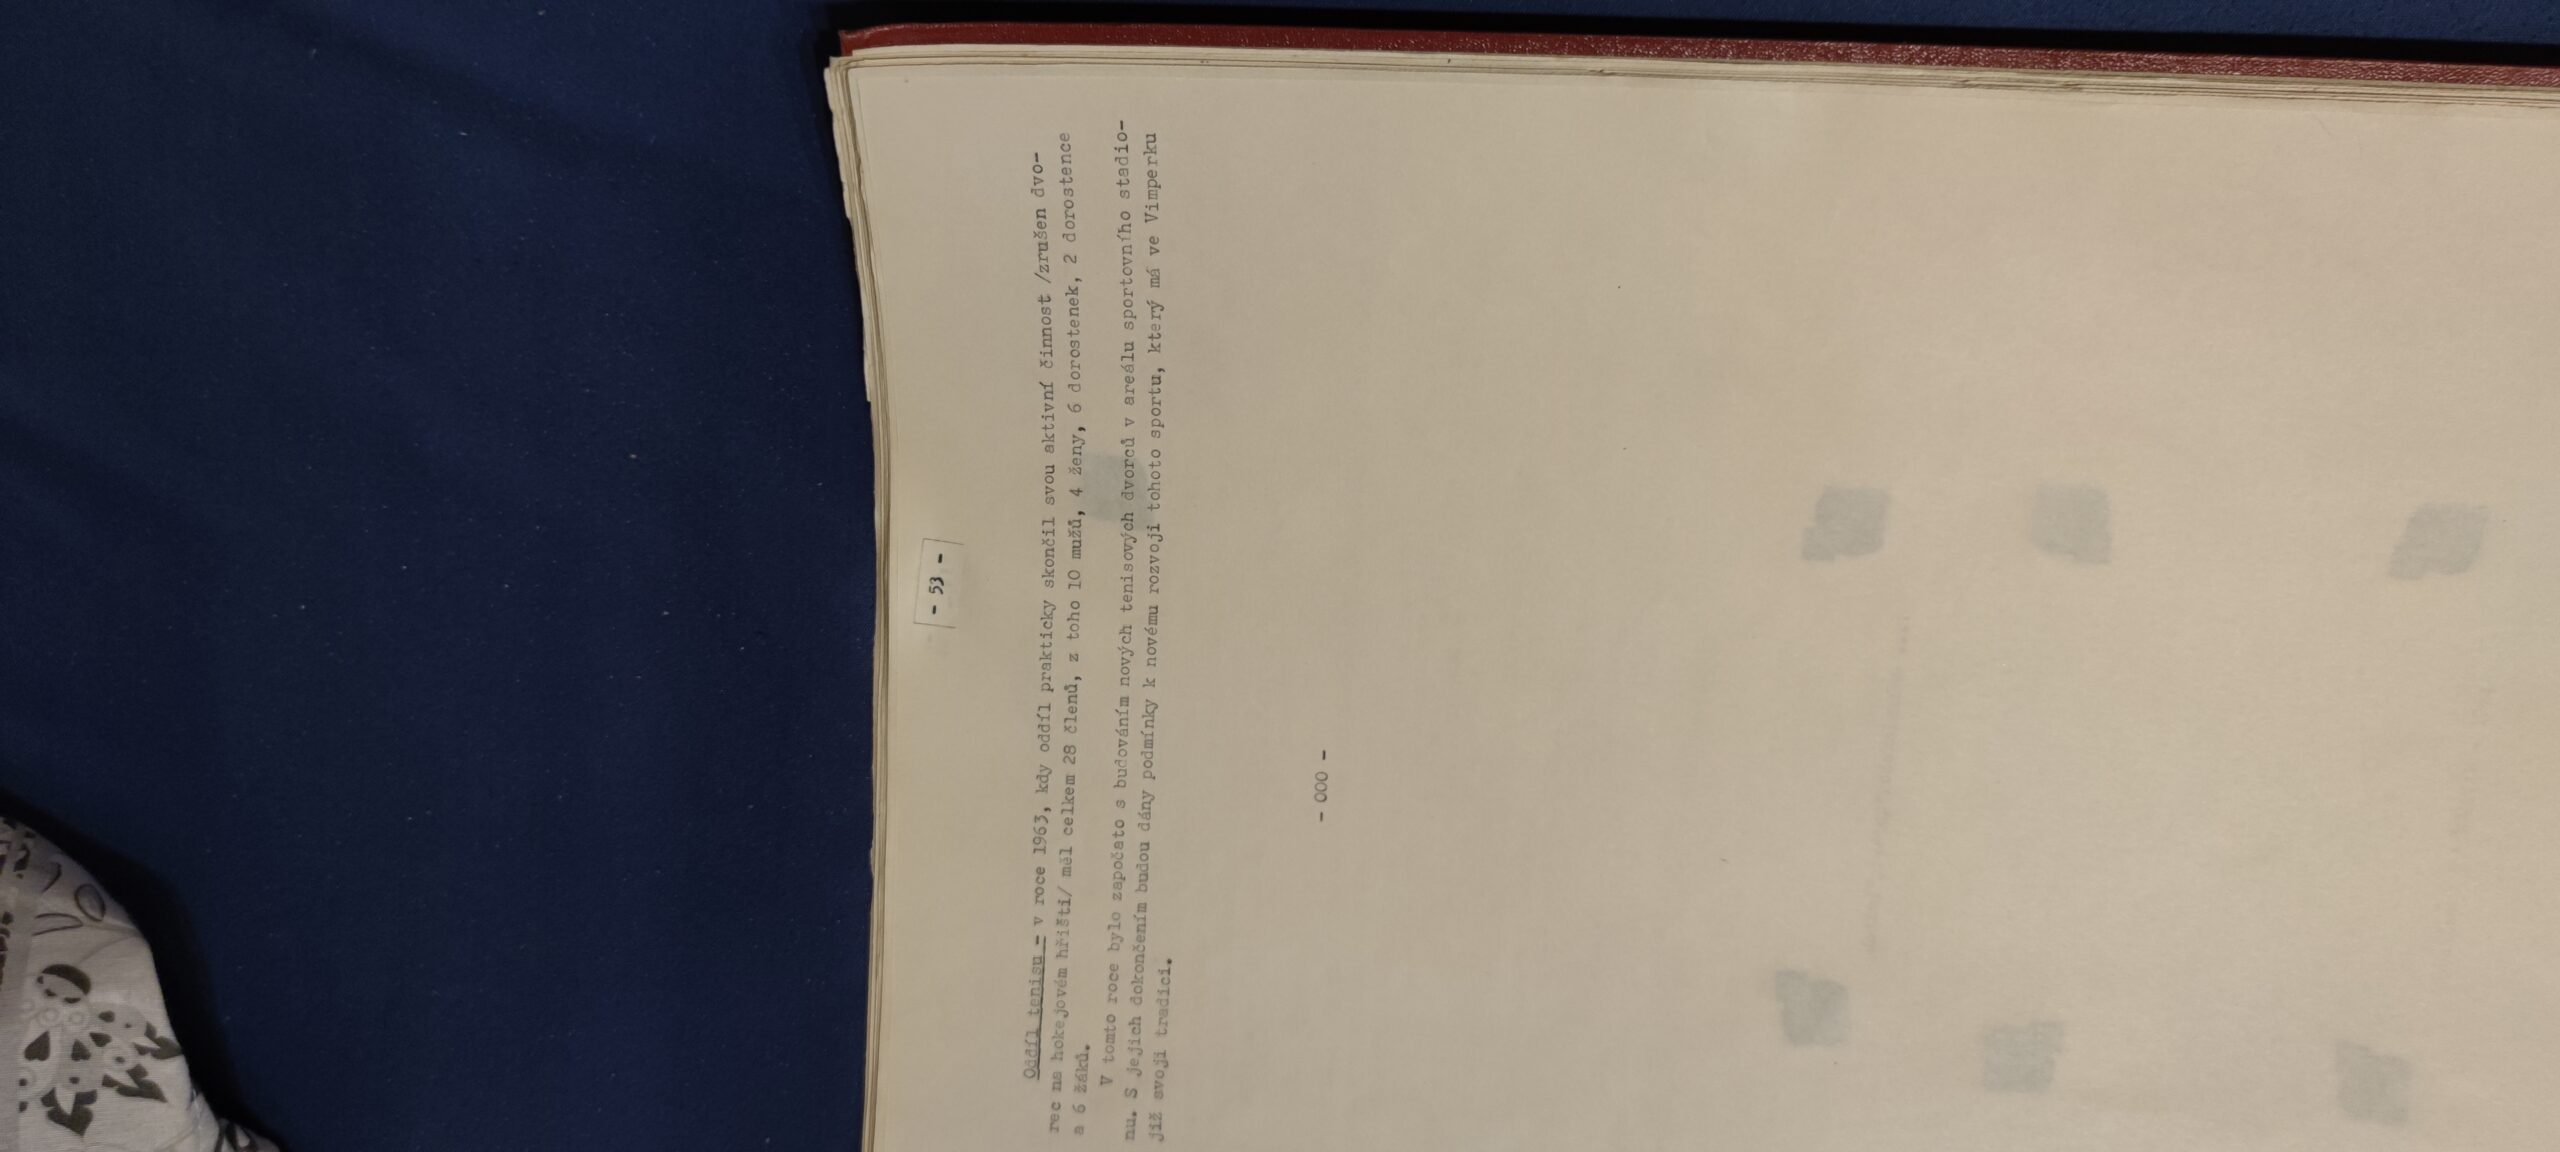 - 53 -
Oddíl tenisu - v roce 1963, kdy oddíl prakticky skončil svou aktivní činnost /zrušen dvo-
rec na hokejovém hřišti/ měl celkem 28 členů, z toho 10 mužů, 4 ženy, 6 dorostenek, 2 dorostence
a 6 žáků.
V tomto roce bylo započato s budováním nových tenisových dvorců v areálu sportovního stadio-
nu. S jejich dokončením budou dány podmínky k novému rozvoji tohoto sportu, který má ve Vimperku
již svoji tradici.
- 000 -